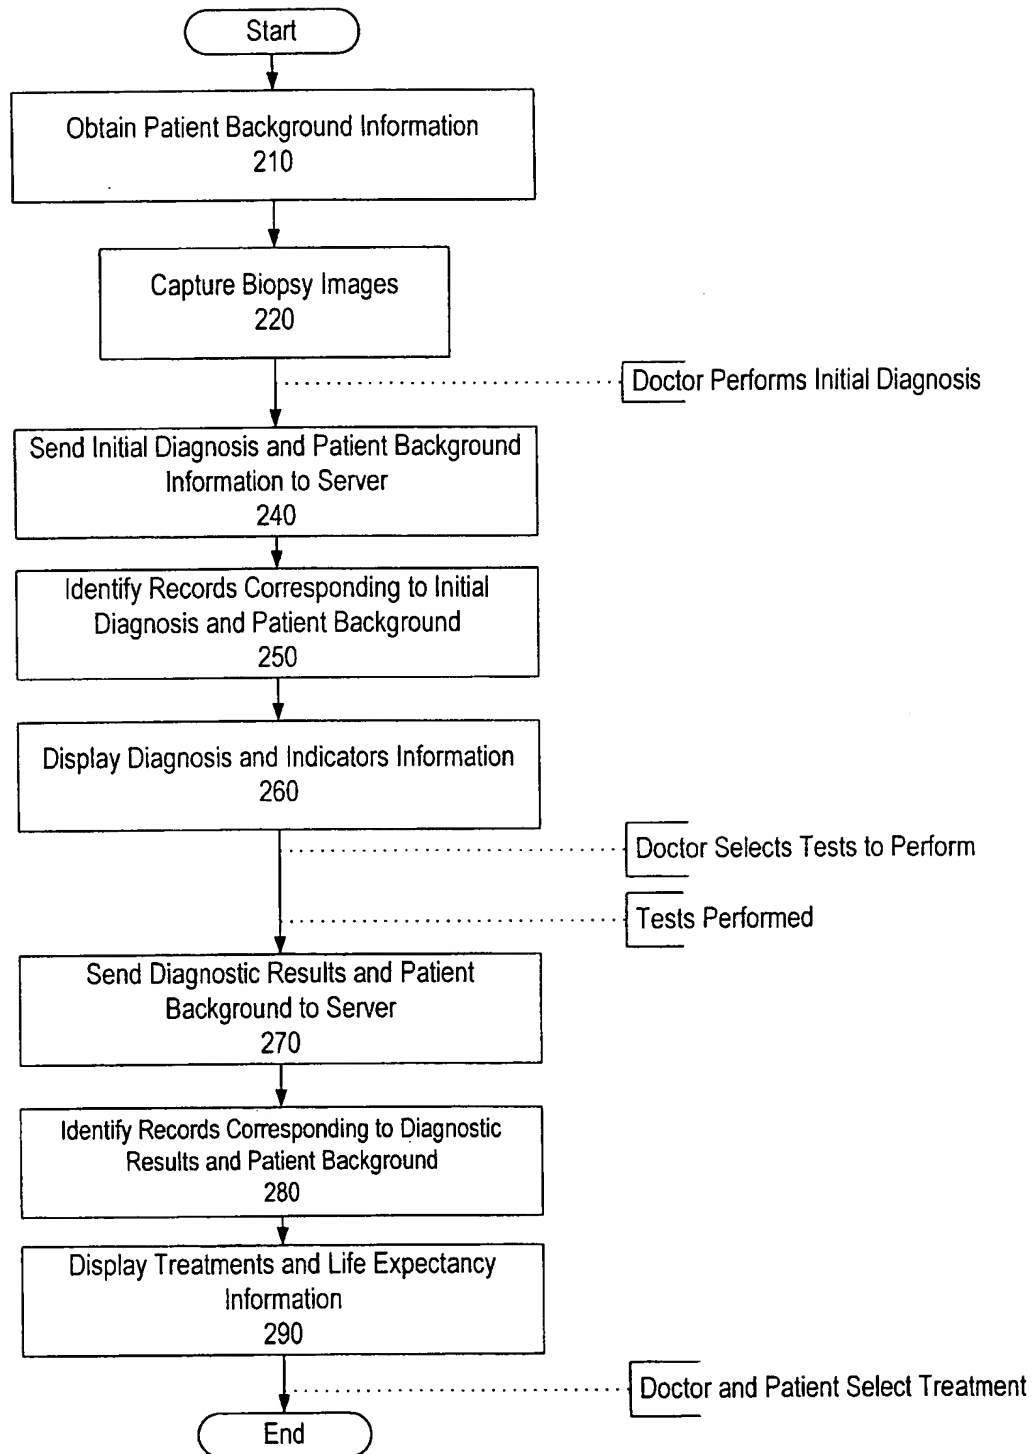 Start
Obtain Patient Background Information
210
Capture Biopsy Images
220
Doctor Performs Initial Diagnosis
Send Initial Diagnosis and Patient Background
Information to Server
240
Identify Records Corresponding to Initial
Diagnosis and Patient Background
250
Display Diagnosis and Indicators Information
260
Doctor Selects Tests to Perform
Tests Performed
Send Diagnostic Results and Patient
Background to Server
270
Identify Records Corresponding to Diagnostic
Results and Patient Background
280
Display Treatments and Life Expectancy
Information
290
Doctor and Patient Select Treatment
End